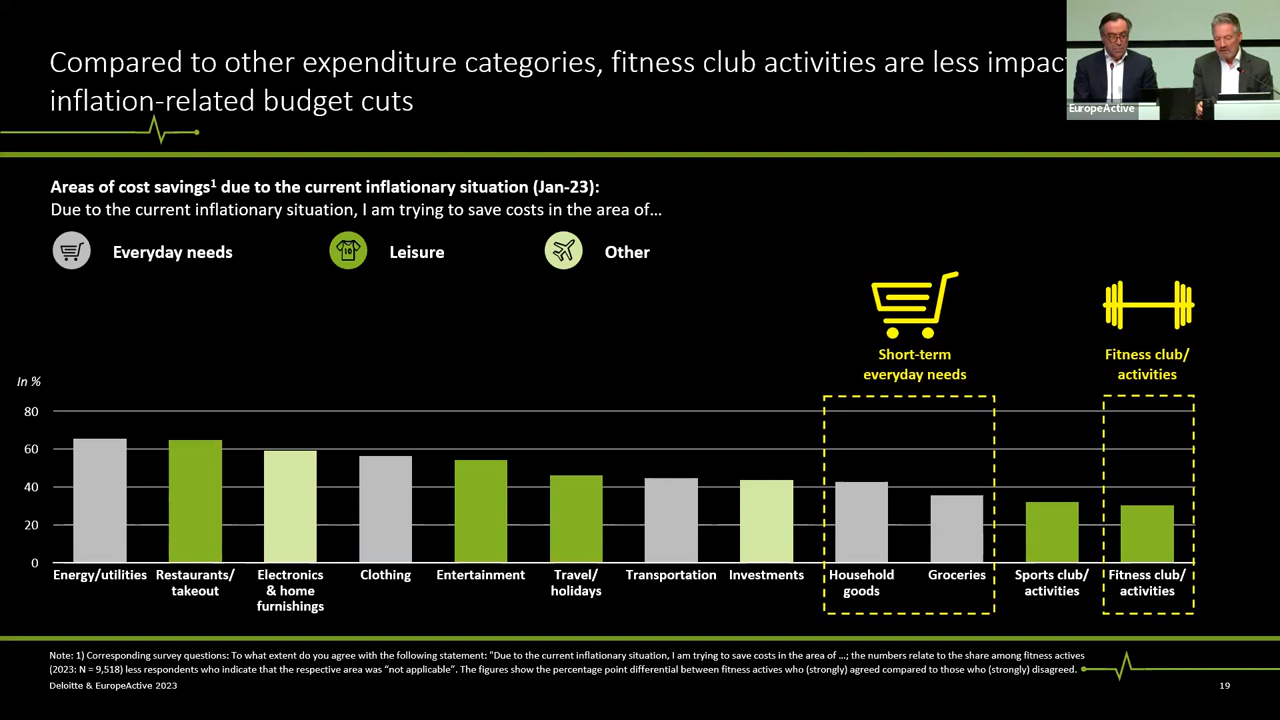 Compared to other expenditure categories, fitness club activities are less impac
inflation-related budget cuts
EuropeActive
Areas of cost savings1 due to the current inflationary situation (Jan-23):
Due to the current inflationary situation, I am trying to save costs in the area of…
Everyday needs
Leisure
Other
10
Short-term
everyday needs
Fitness club/
activities
In %
80
60
40
20
0
Energy/utilities
Restaurants/
takeout
Electronics
& home
furnishings
Clothing
Entertainment
Travel/
holidays
Transportation
Investments
Household
goods
Groceries
Sports club/
activities
Fitness club/
activities
Note: 1) Corresponding survey questions: To what extent do you agree with the following statement: "Due to the current inflationary situation, I am trying to save costs in the area of …; the numbers relate to the share among fitness actives
(2023: N = 9,518) less respondents who indicate that the respective area was “not applicable”. The figures show the percentage point differential between fitness actives who (strongly) agreed compared to those who (strongly) disagreed.
Deloitte & EuropeActive 2023
19